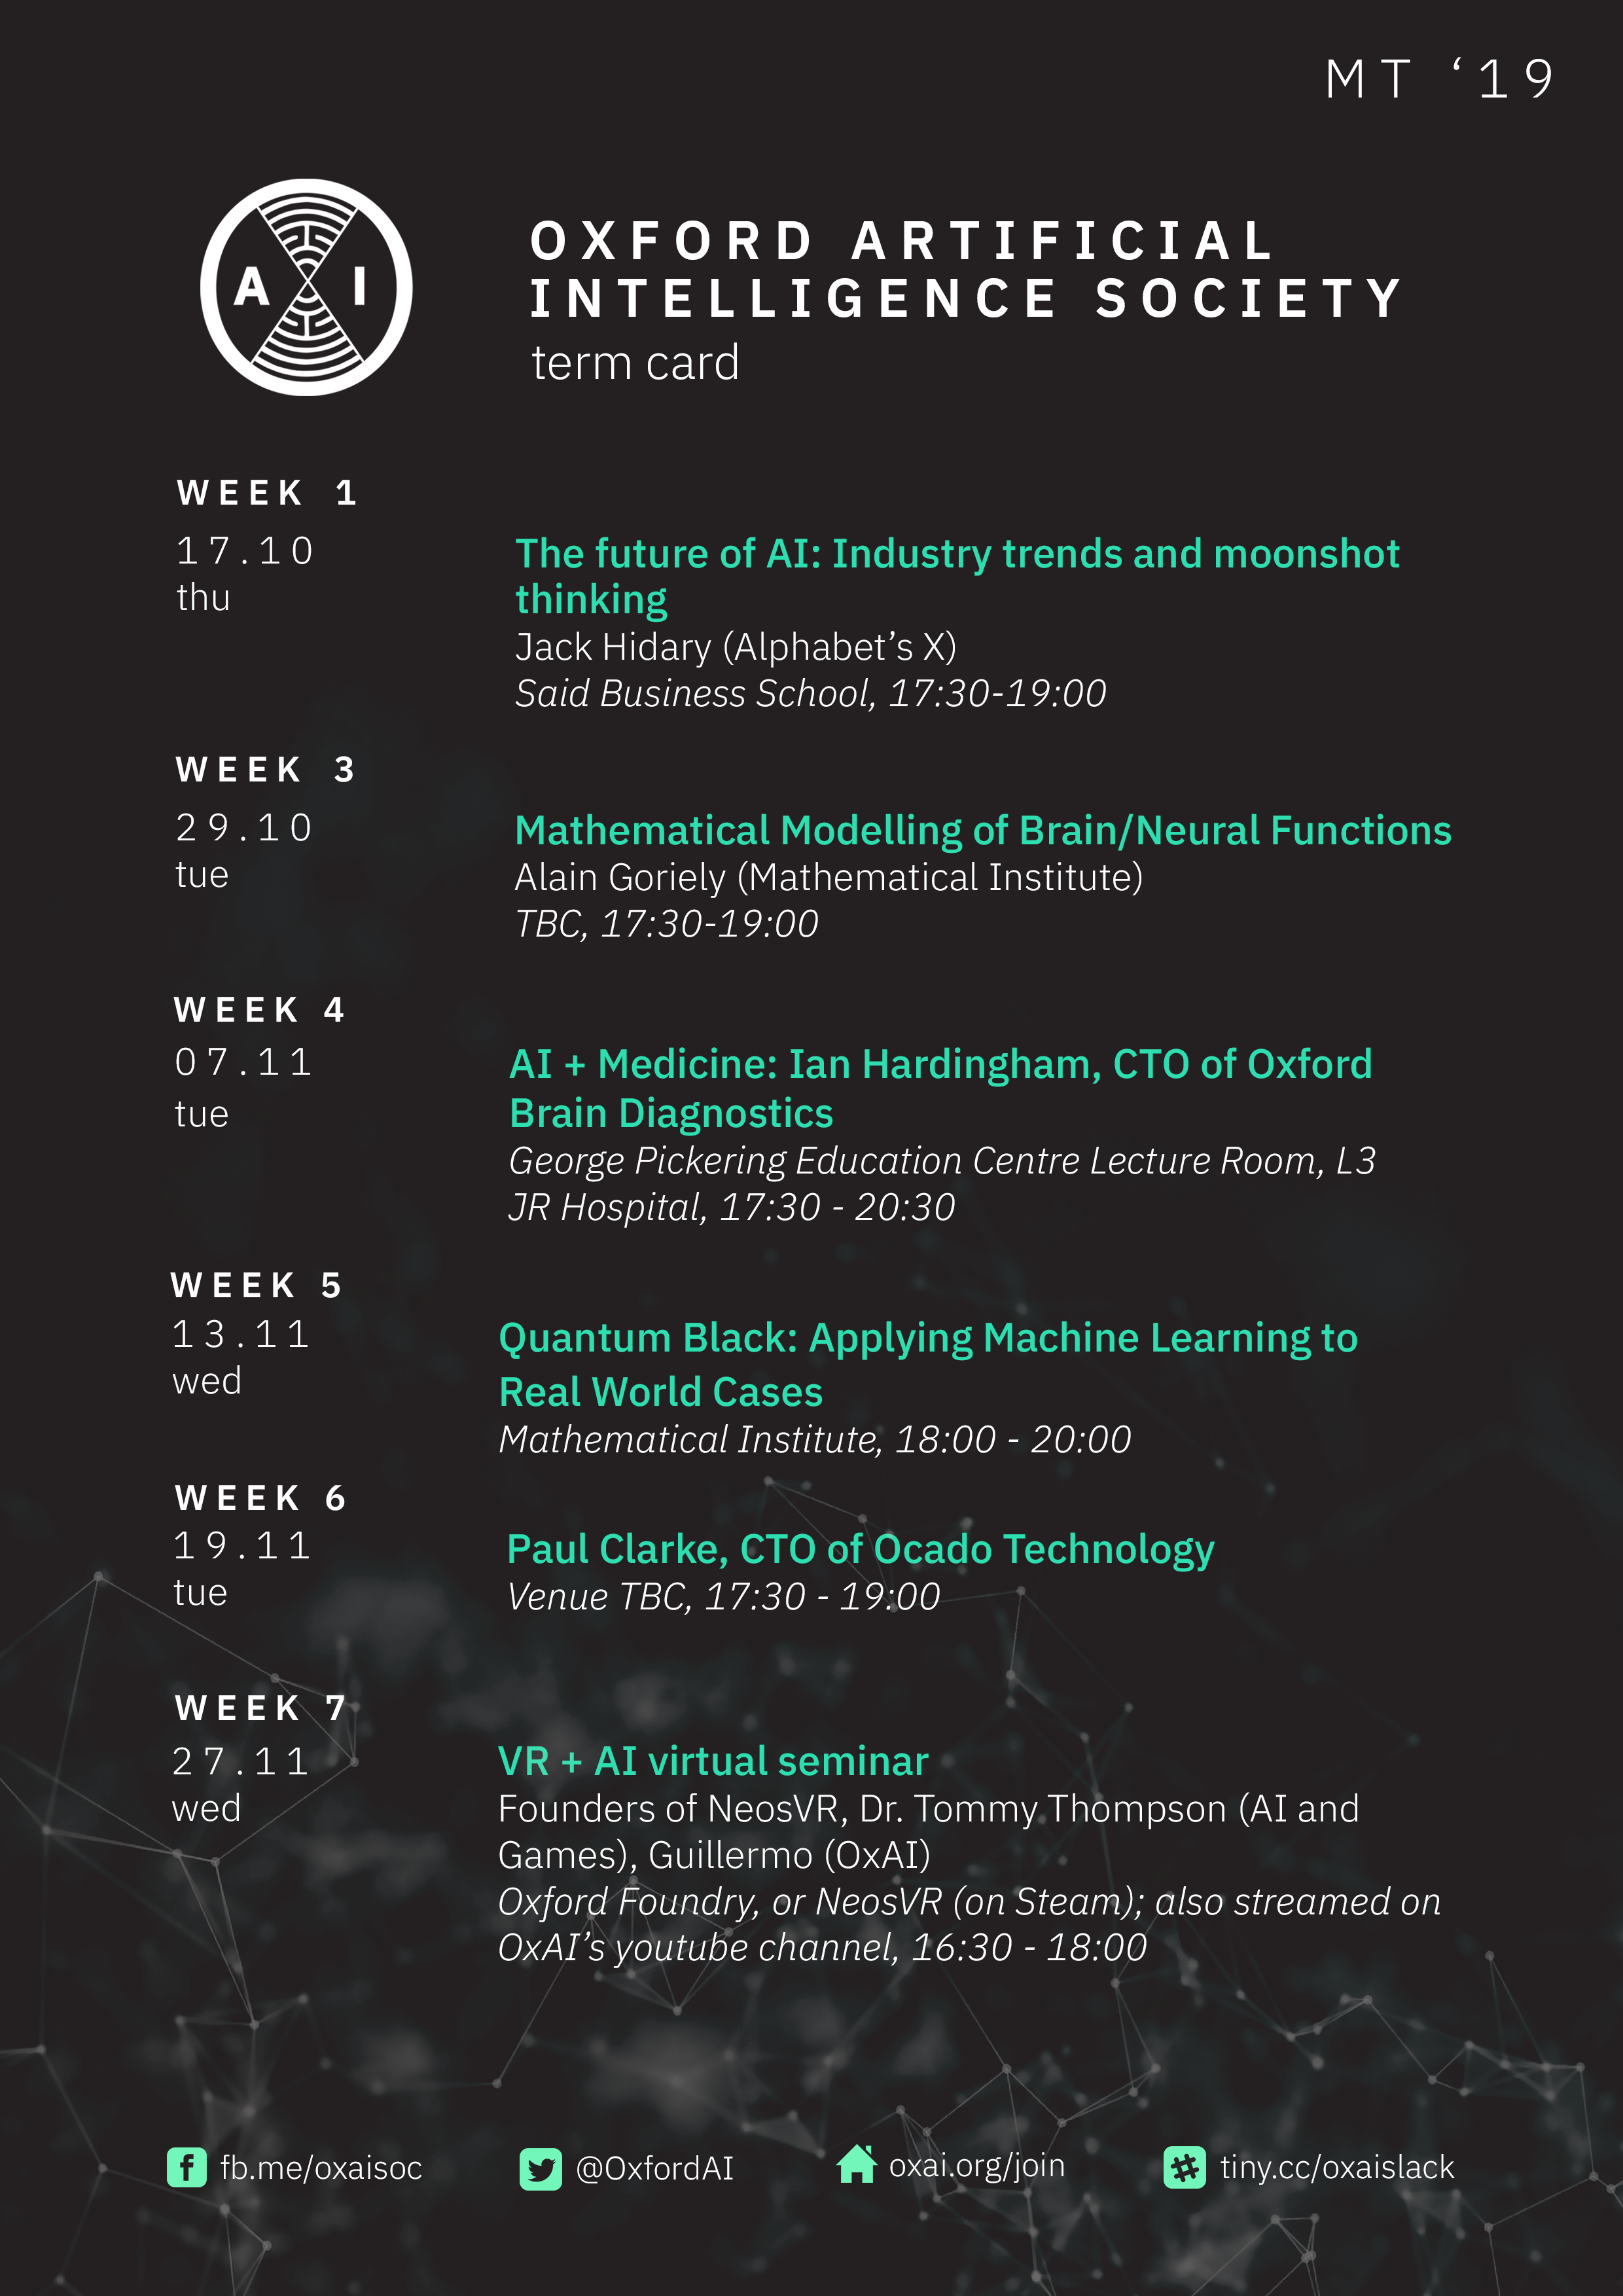 MT ‘19
A I
OXFORD ARTIFICIAL
INTELLIGENCE SOCIETY
term card
WEEK 1
17.10
thu
The future of AI: Industry trends and moonshot
thinking
Jack Hidary (Alphabet’s X)
Said Business School, 17:30-19:00
WEEK 3
29.10
tue
Mathematical Modelling of Brain/Neural Functions
Alain Goriely (Mathematical Institute)
TBC, 17:30-19:00
WEEK 4
07.11
tue
AI + Medicine: Ian Hardingham, CTO of Oxford
Brain Diagnostics
George Pickering Education Centre Lecture Room, L3
JR Hospital, 17:30 - 20:30
WEEK 5
13.11
wed
Quantum Black: Applying Machine Learning to
Real World Cases
Mathematical Institute, 18:00 - 20:00
WEEK 6
19.11
tue
Paul Clarke, CTO of Ocado Technology
Venue TBC, 17:30 - 19:00
WEEK 7
27.11
wed
VR + AI virtual seminar
Founders of NeosVR, Dr. Tommy Thompson (AI and
Games), Guillermo (OxAI)
Oxford Foundry, or NeosVR (on Steam); also streamed on
OxAI’s youtube channel, 16:30 - 18:00
fb.me/oxaisoc
@OxfordAI
oxai.org/join
tiny.cc/oxaislack